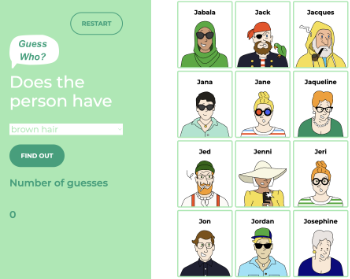 RESTART
Guess
Who?
Does the
person have
brown hair
FIND OUT
Number of guesses
0
Jabala
Jack
Jacques
Jana
Jane
Jaqueline
Jed
Jenni
Jeri
Jon
Jordan
Josephine